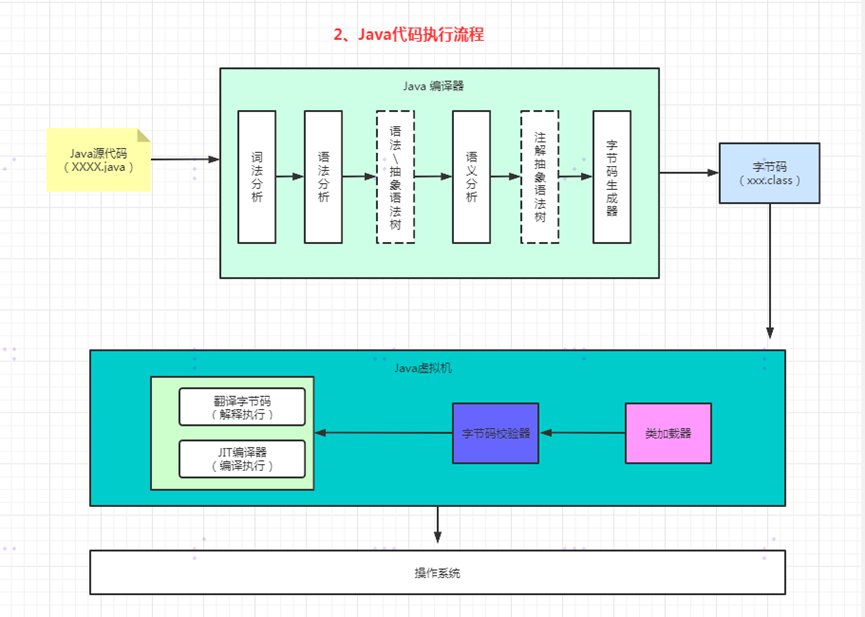 2、Java代码执行流程
Java 编译器
Java源代码
（XXXX.java）
词法分析
语法分析
语法\抽象语法树
语义分析
注解抽象语法树
字节码生成器
字节码
（xxx.class）
Java虚拟机
翻译字节码
（解释执行）
JIT编译器
（编译执行）
字节码校验器
类加载器
操作系统